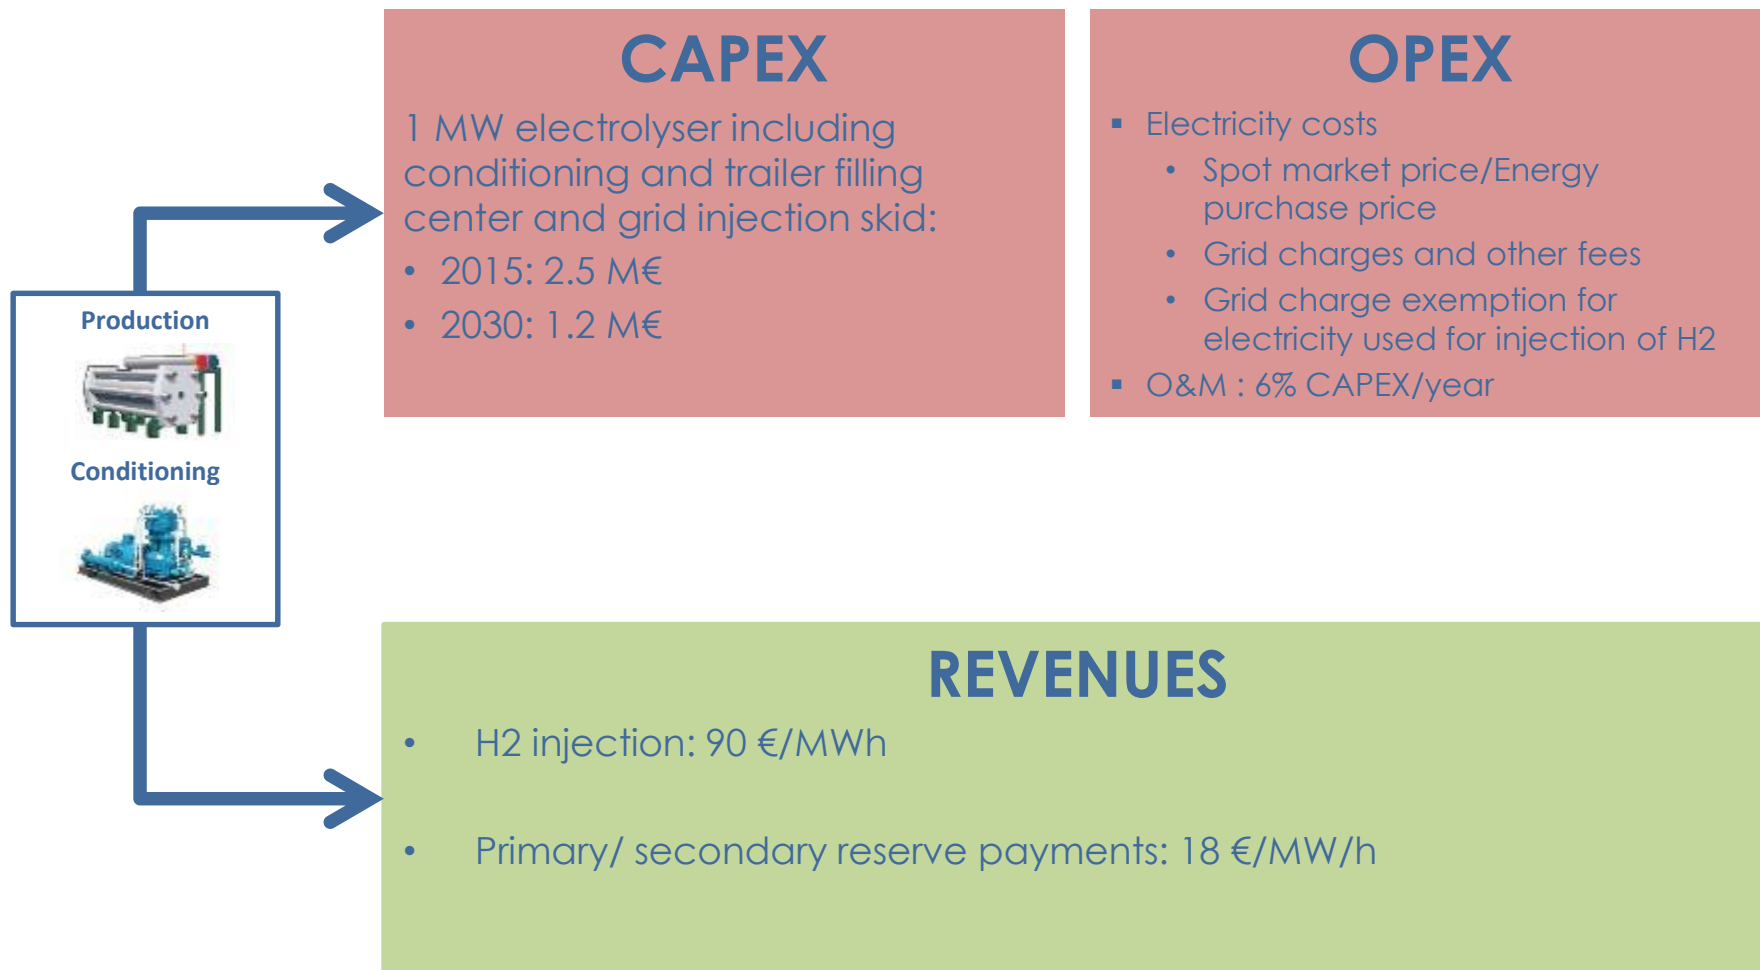 Production
Conditioning
CAPEX
1 MW electrolyser including
conditioning and trailer filling
center and grid injection skid:
• 2015: 2.5 M€
• 2030: 1.2 M€
OPEX
▪ Electricity costs
• Spot market price/Energy
purchase price
• Grid charges and other fees
• Grid charge exemption for
electricity used for injection of H2
▪ O&M : 6% CAPEX/year
REVENUES
• H2 injection: 90 €/MWh
• Primary/ secondary reserve payments: 18 €/MW/h